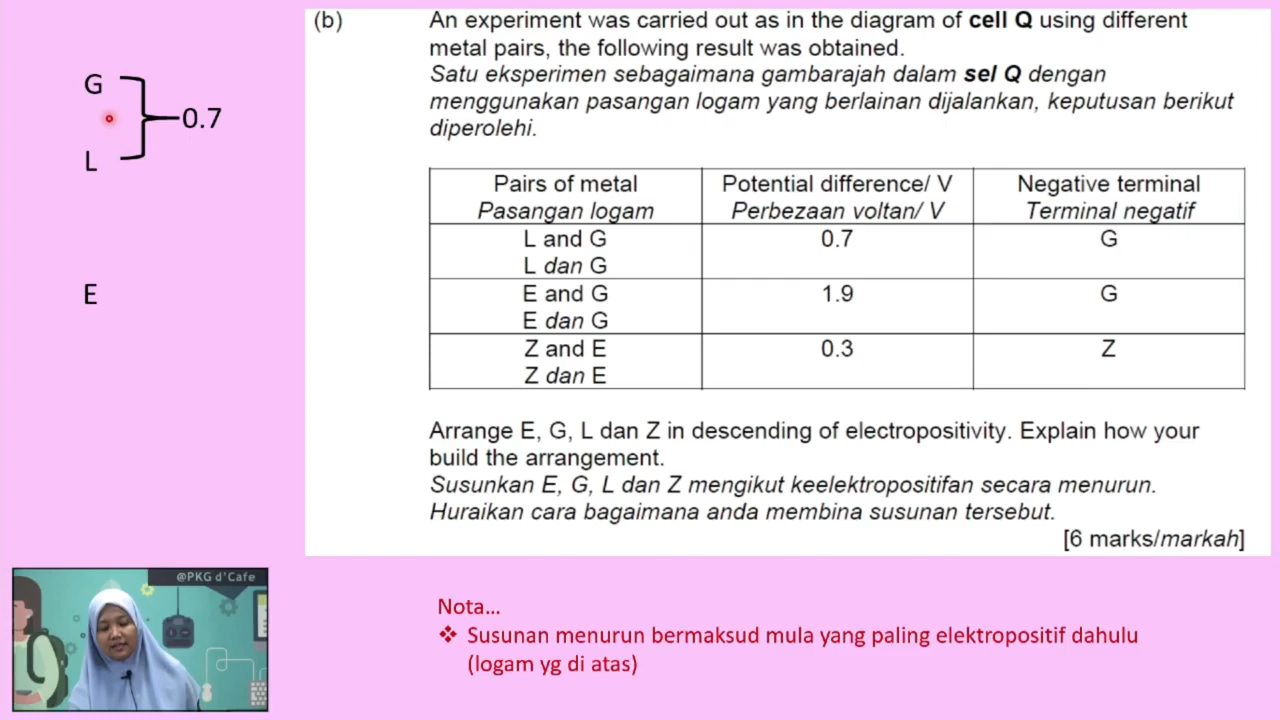 (b) An experiment was carried out as in the diagram of cell Q using different
metal pairs, the following result was obtained.
Satu eksperimen sebagaimana gambarajah dalam sel Q dengan
menggunakan pasangan logam yang berlainan dijalankan, keputusan berikut
diperolehi.
G
0.7
L
E
Pairs of metal Potential difference/ V Negative terminal
Pasangan logam Perbezaan voltan/ V Terminal negatif
L and G 0.7 G
L dan G
E and G 1.9 G
E dan G
Z and E 0.3 Z
Z dan E
Arrange E, G, L dan Z in descending of electropositivity. Explain how your
build the arrangement.
Susunkan E, G, L dan Z mengikut keelektropositifan secara menurun.
Huraikan cara bagaimana anda membina susunan tersebut.
[6 marks/markah]
@PKG d'Cafe
Nota...
❖ Susunan menurun bermaksud mula yang paling elektropositif dahulu
(logam yg di atas)